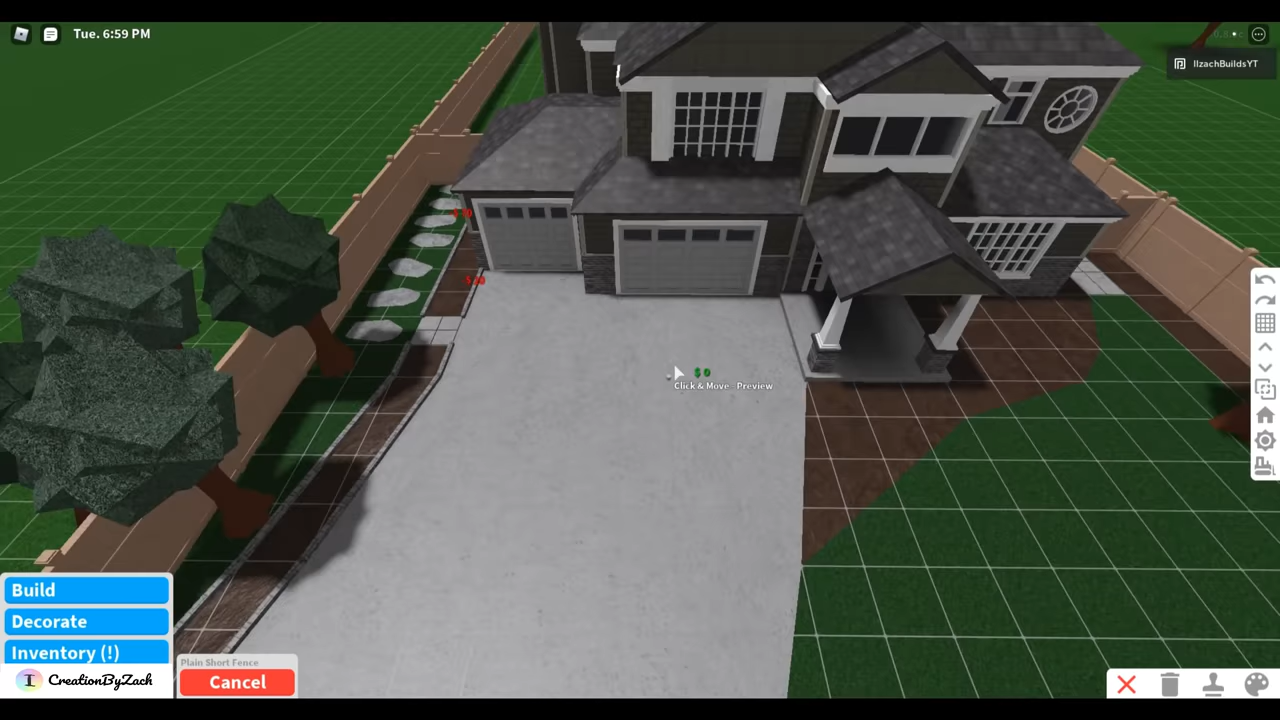 Tue. 6:59 PM
IlzachBuildsYT
$ 0
Click & Move - Preview
Build
Decorate
Inventory (!)
CreationByZach
Plain Short Fence
Cancel